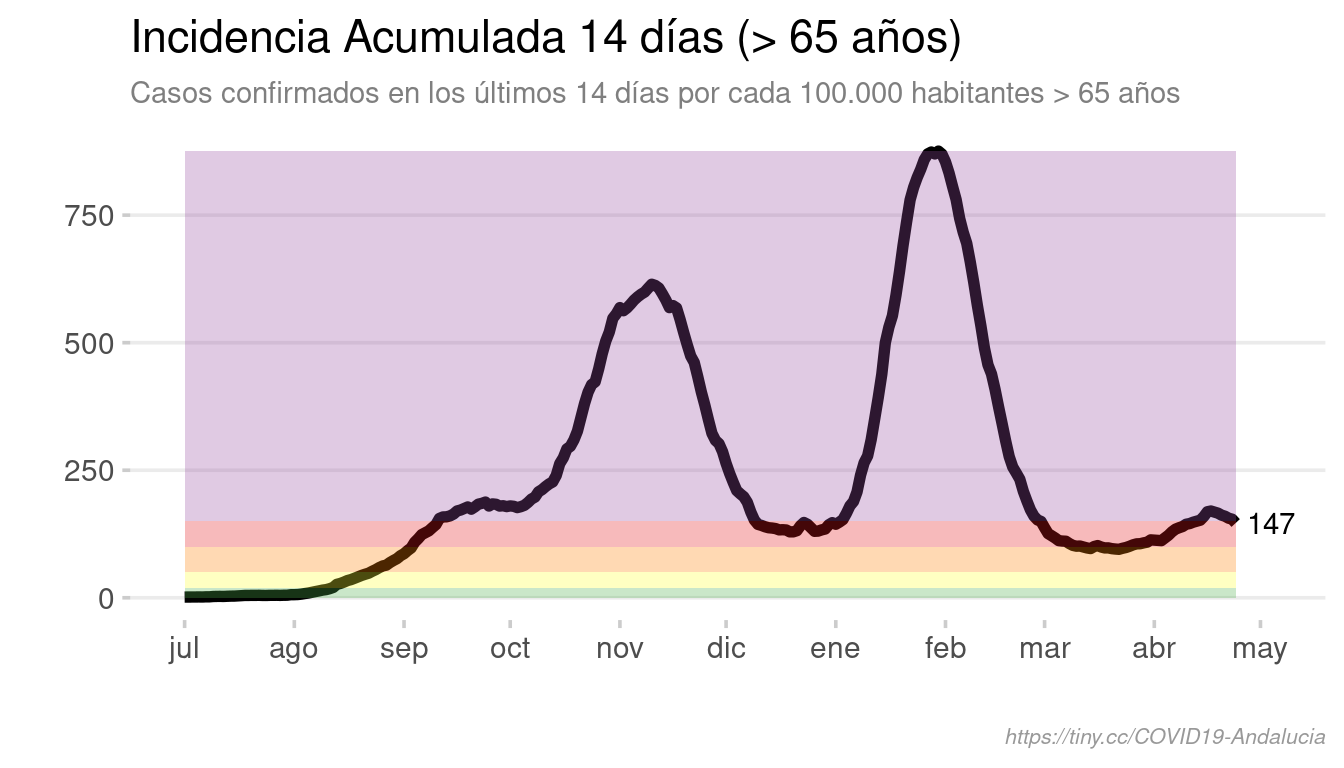 Incidencia Acumulada 14 días (> 65 años)
Casos confirmados en los últimos 14 días por cada 100.000 habitantes > 65 años
750
500
250
0
147
jul ago sep oct nov dic ene feb mar abr may
https://tiny.cc/COVID19-Andalucia